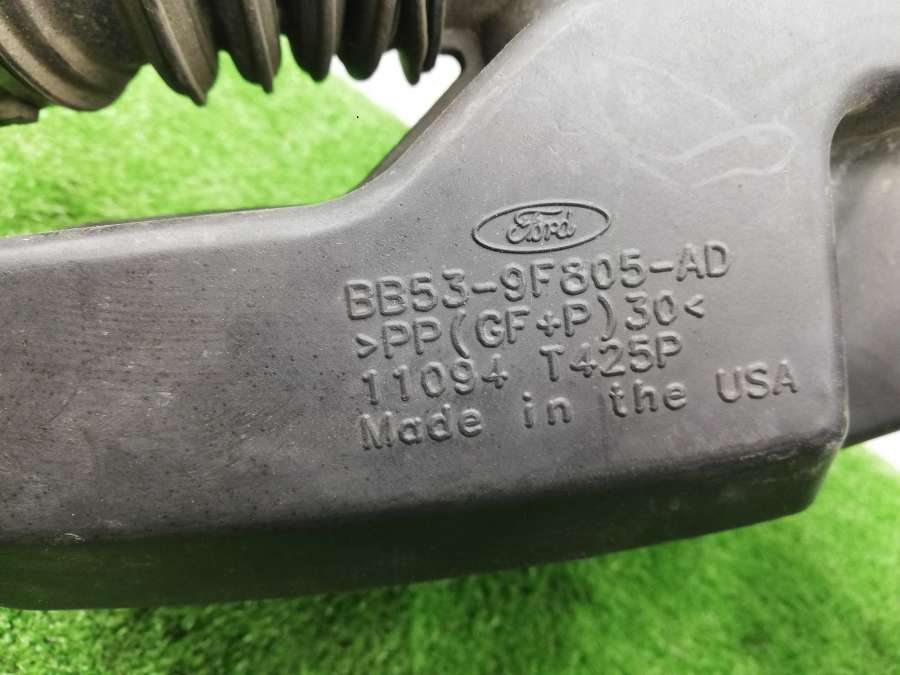 Ford
BB53-9F805-AD
>PP(GF+P)30<
11094 T425P
Made in the USA